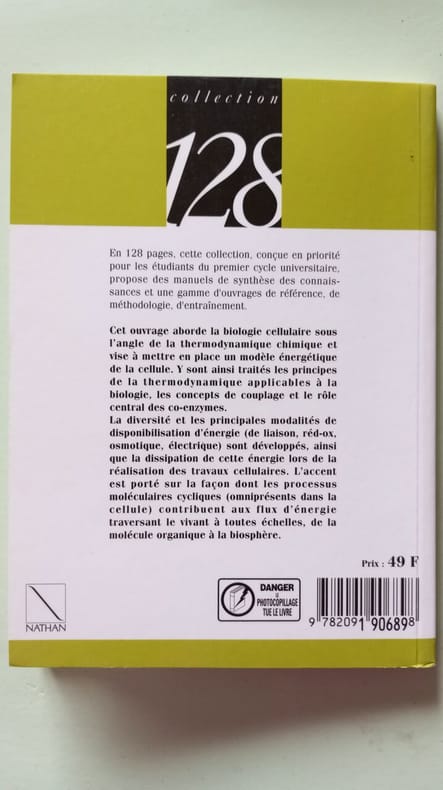 collection
128
En 128 pages, cette collection, conçue en priorité
pour les étudiants du premier cycle universitaire,
propose des manuels de synthèse des connais-
sances et une gamme d'ouvrages de référence, de
méthodologie, d'entraînement.
Cet ouvrage aborde la biologie cellulaire sous
l'angle de la thermodynamique chimique et
vise à mettre en place un modèle énergétique
de la cellule. Y sont ainsi traités les principes
de la thermodynamique applicables à la
biologie, les concepts de couplage et le rôle
central des co-enzymes.
La diversité et les principales modalités de
disponibilisation d'énergie (de liaison, réd-ox,
osmotique, électrique) sont développés, ainsi
que la dissipation de cette énergie lors de la
réalisation des travaux cellulaires. L'accent
est porté sur la façon dont les processus
moléculaires cycliques (omniprésents dans la
cellule) contribuent aux flux d'énergie
traversant le vivant à toutes échelles, de la
molécule organique à la biosphère.
Prix : 49 F
NATHAN
DANGER
LE
PHOTOCOPILLAGE
TUE LE LIVRE
9 782091 906898